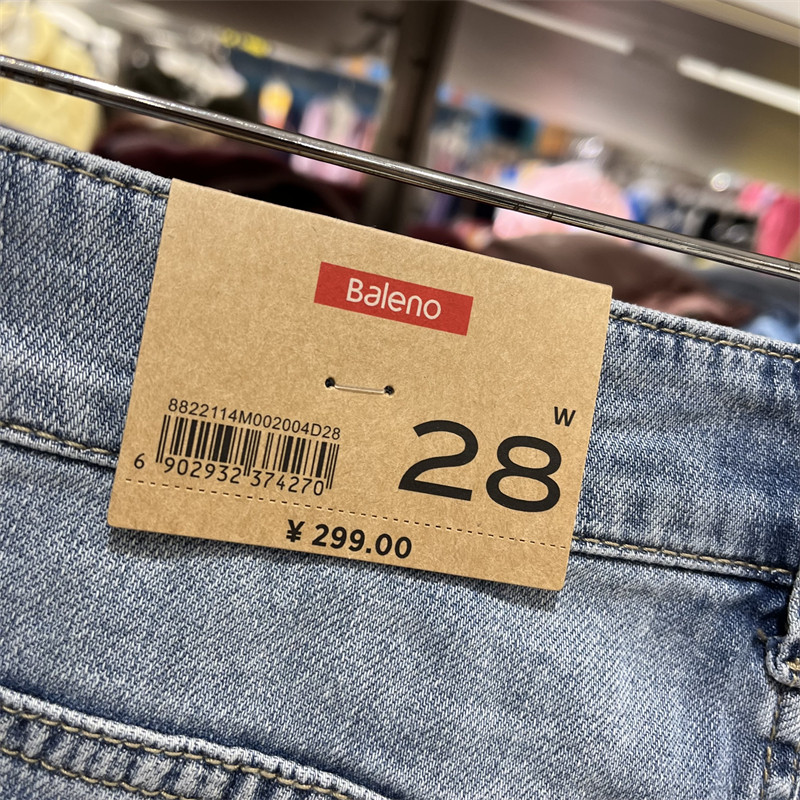 Baleno
W
28
8822114M002004D28
6 902932 374270
¥ 299.00